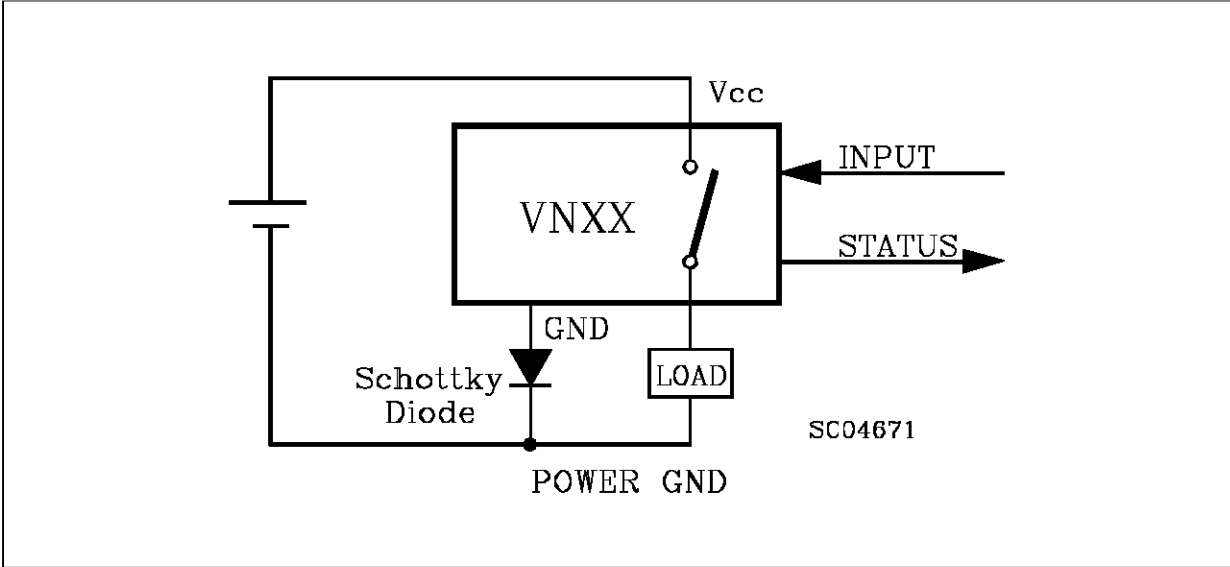 Vcc
INPUT
VNXX
STATUS
GND
Schottky
Diode
LOAD
SC04671
POWER GND